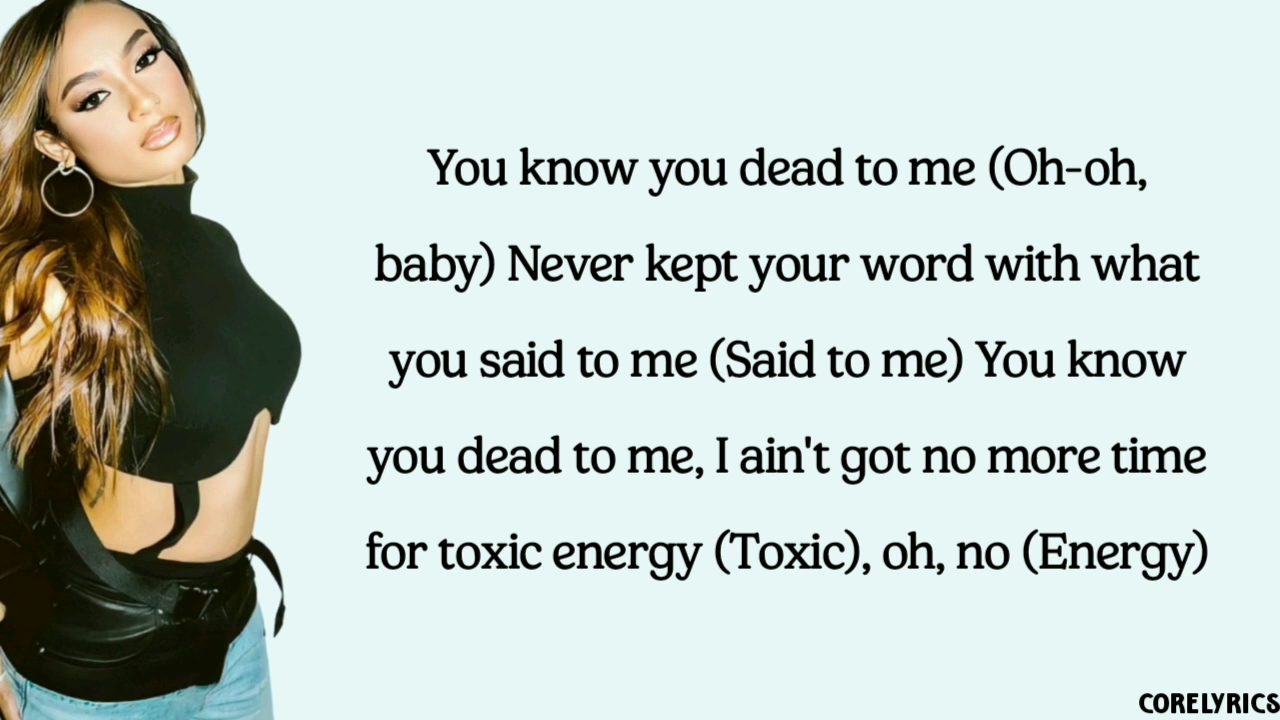 You know you dead to me (Oh-oh,
baby) Never kept your word with what
you said to me (Said to me) You know
you dead to me, I ain't got no more time
for toxic energy (Toxic), oh, no (Energy)
CORELYRICS